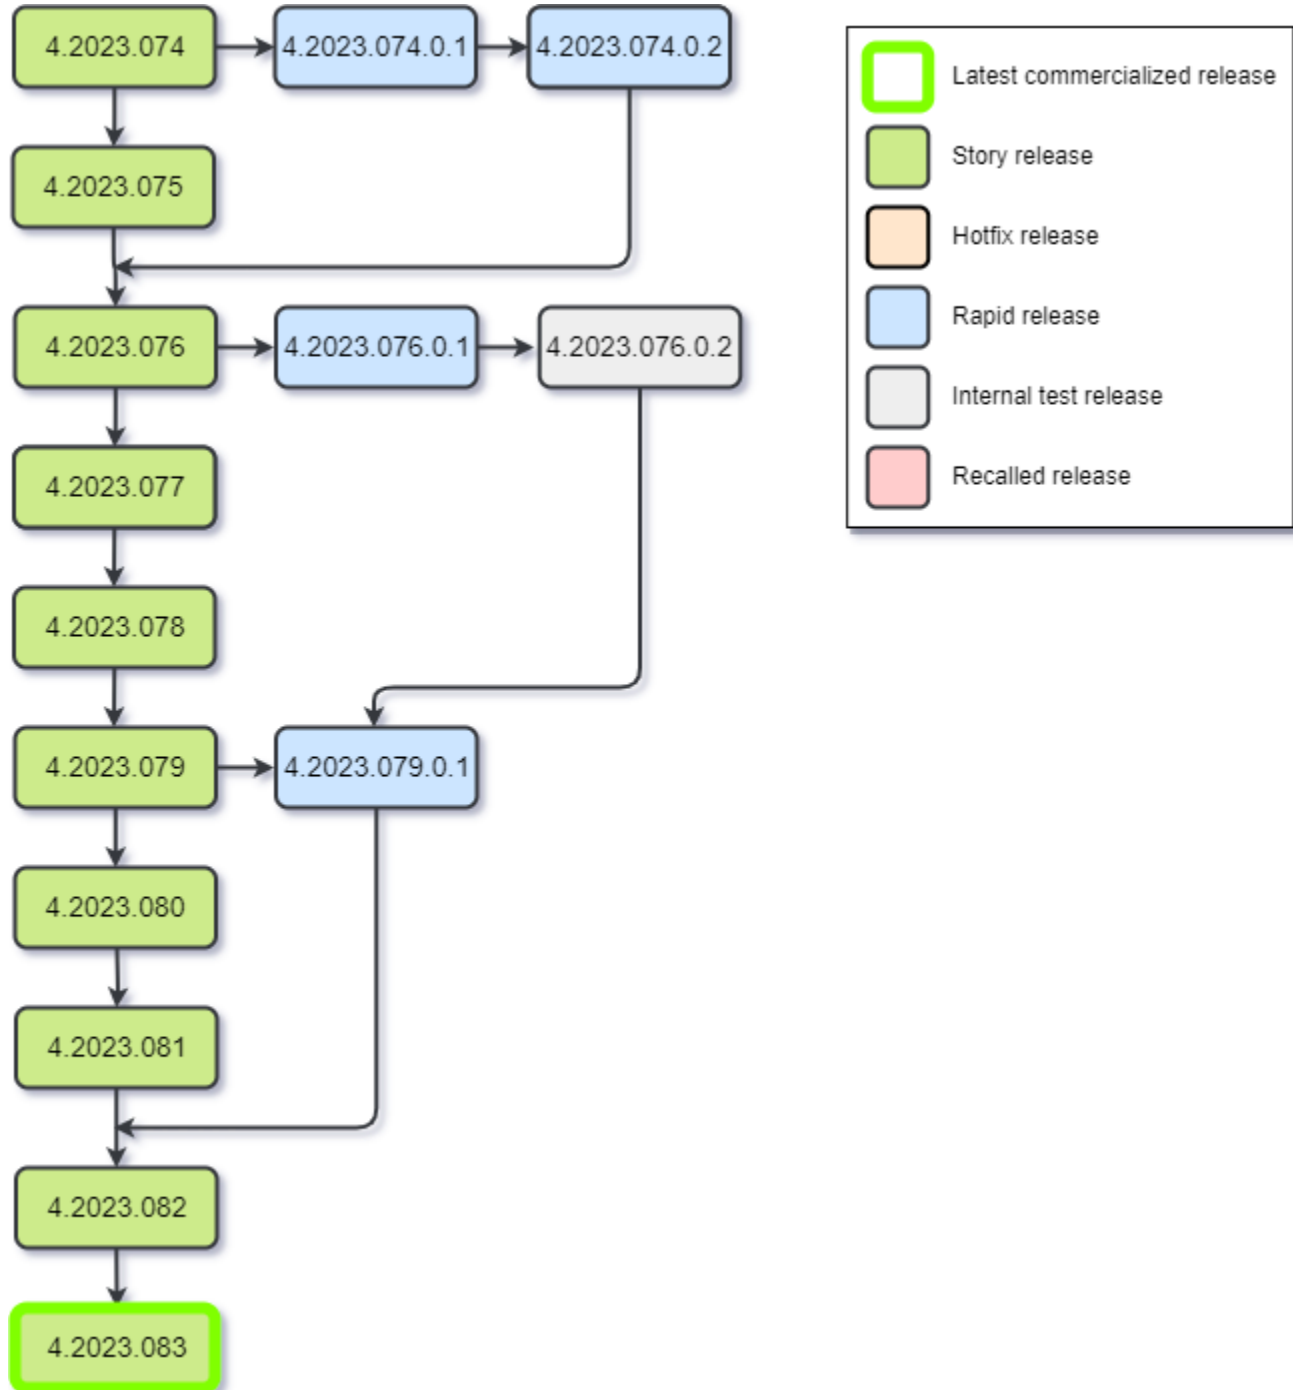 4.2023.074
4.2023.074.0.1
4.2023.074.0.2
4.2023.075
4.2023.076
4.2023.076.0.1
4.2023.076.0.2
4.2023.077
4.2023.078
4.2023.079
4.2023.079.0.1
4.2023.080
4.2023.081
4.2023.082
4.2023.083
Latest commercialized release
Story release
Hotfix release
Rapid release
Internal test release
Recalled release